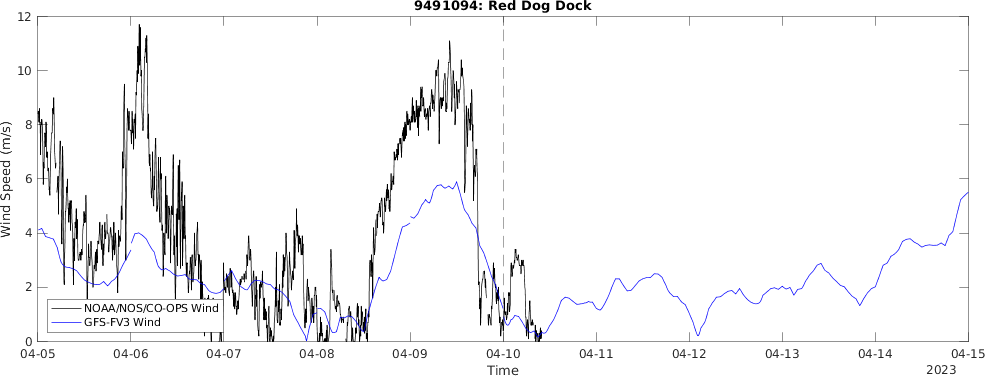 9491094: Red Dog Dock
12
10
8
6
4
2
0
Wind Speed (m/s)
NOAA/NOS/CO-OPS Wind
GFS-FV3 Wind
04-05 04-06 04-07 04-08 04-09 04-10 04-11 04-12 04-13 04-14 04-15
Time
2023